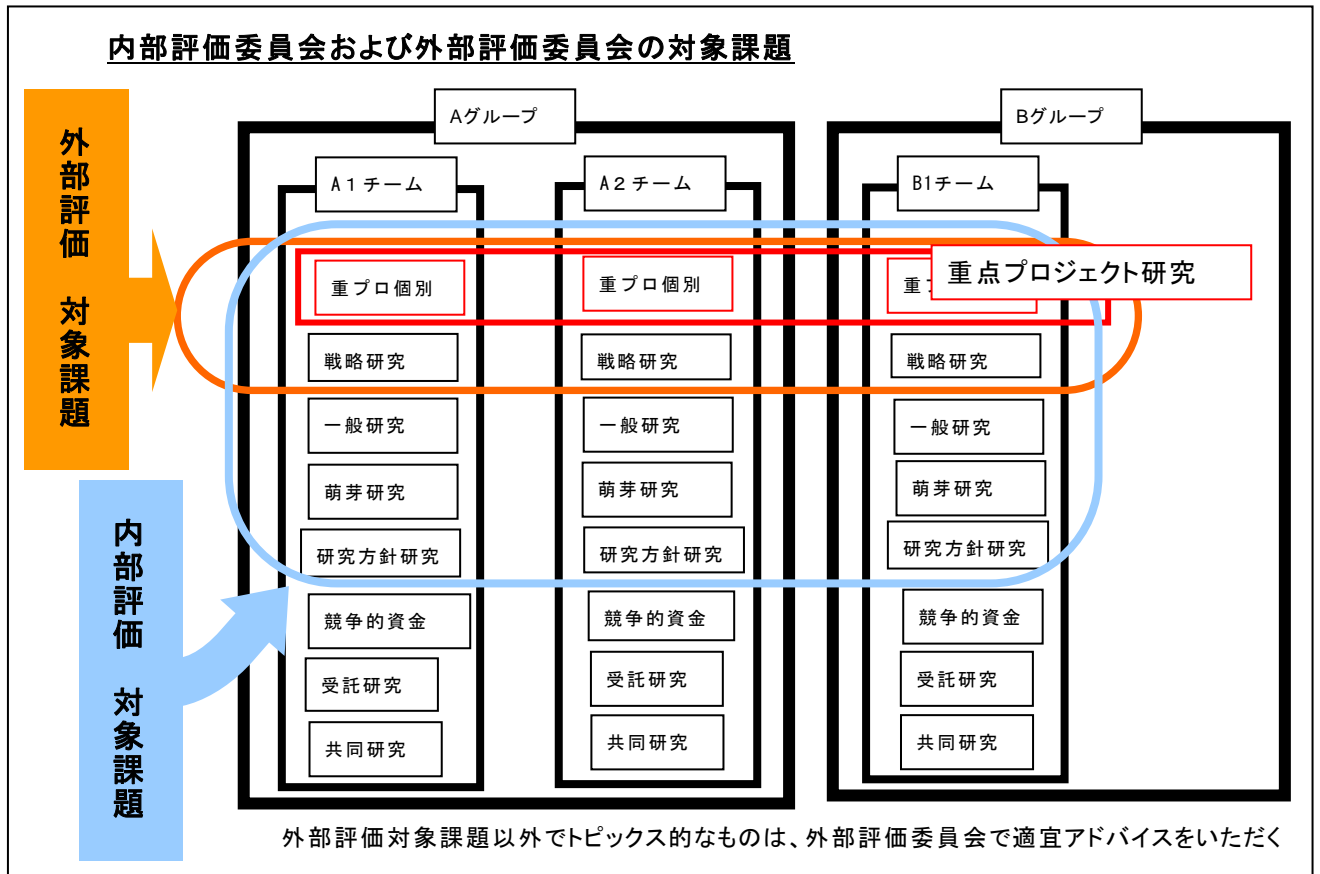 内部評価委員会および外部評価委員会の対象課題
外部評価 対象課題
内部評価 対象課題
Aグループ
Bグループ
A1チーム
A2チーム
B1チーム
重点プロジェクト研究
重プロ個別
重プロ個別
重
戦略研究
戦略研究
戦略研究
一般研究
一般研究
一般研究
萌芽研究
萌芽研究
萌芽研究
研究方針研究
研究方針研究
研究方針研究
競争的資金
競争的資金
競争的資金
受託研究
受託研究
受託研究
共同研究
共同研究
共同研究
外部評価対象課題以外でトピックス的なものは、外部評価委員会で適宜アドバイスをいただく